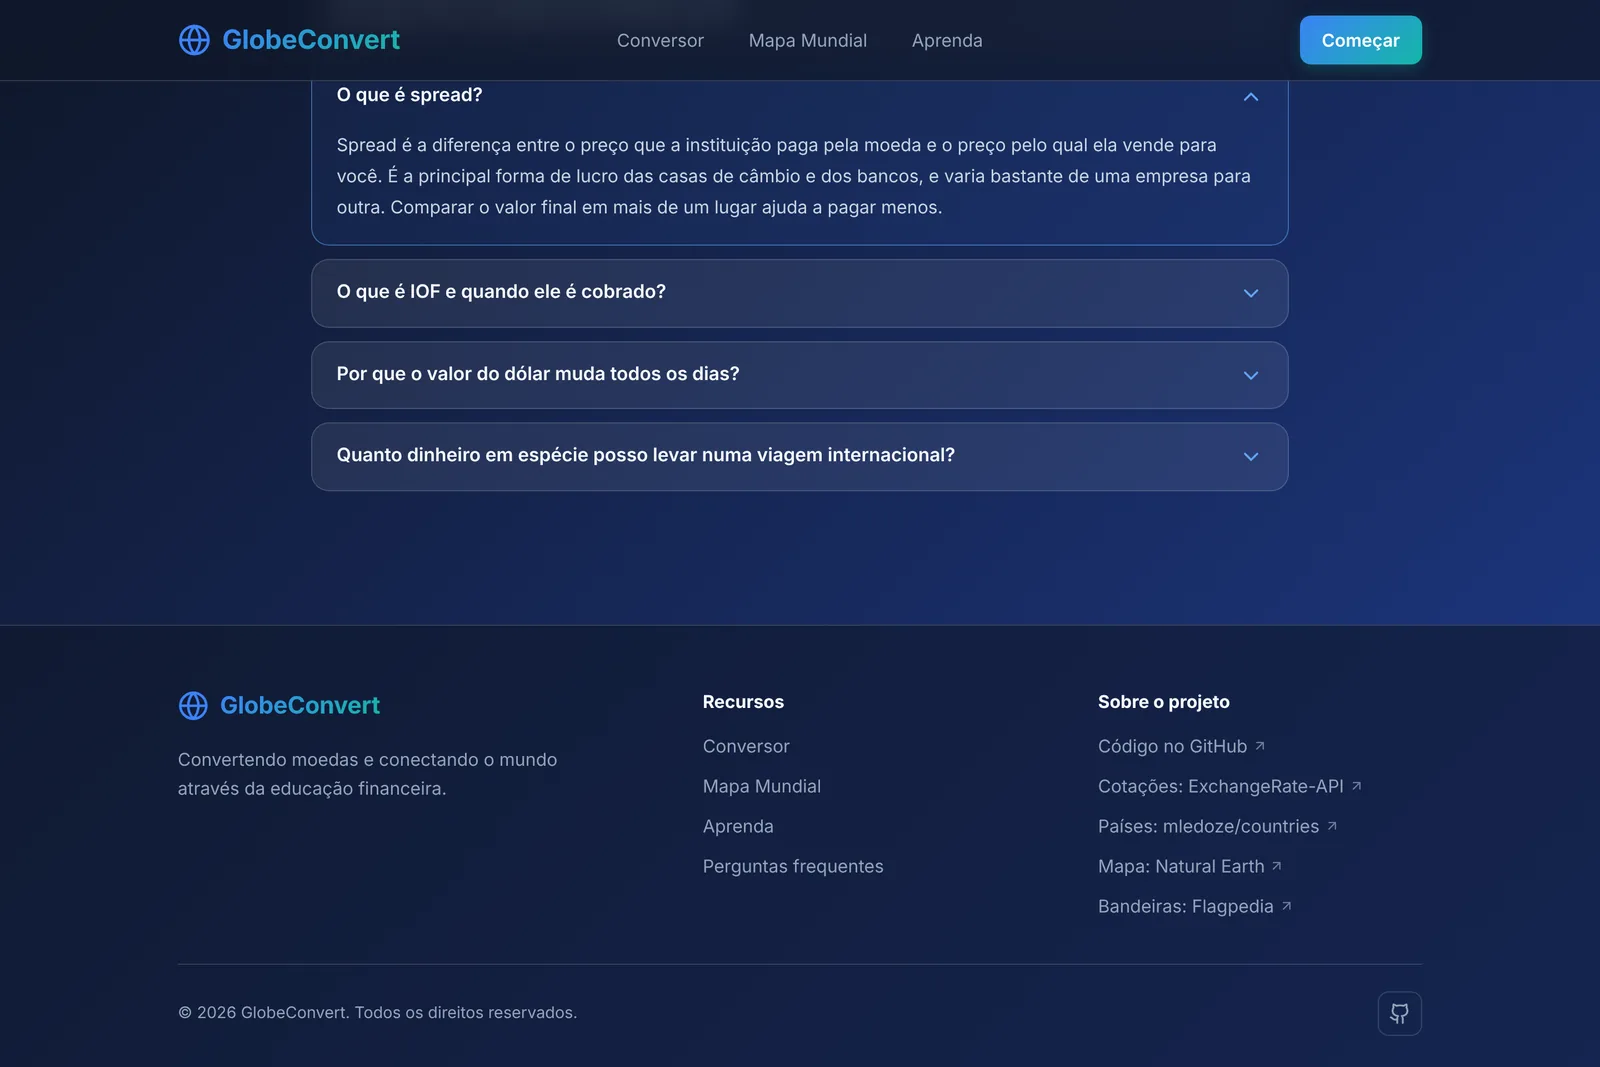 GlobeConvert
Conversor
Mapa Mundial
Aprenda
Começar
O que é spread?
Spread é a diferença entre o preço que a instituição paga pela moeda e o preço pelo qual ela vende para
você. É a principal forma de lucro das casas de câmbio e dos bancos, e varia bastante de uma empresa para
outra. Comparar o valor final em mais de um lugar ajuda a pagar menos.
O que é IOF e quando ele é cobrado?
Por que o valor do dólar muda todos os dias?
Quanto dinheiro em espécie posso levar numa viagem internacional?
GlobeConvert
Convertendo moedas e conectando o mundo
através da educação financeira.
Recursos
Conversor
Mapa Mundial
Aprenda
Perguntas frequentes
Sobre o projeto
Código no GitHub ↗
Cotações: ExchangeRate-API ↗
Países: mledoze/countries ↗
Mapa: Natural Earth ↗
Bandeiras: Flagpedia ↗
© 2026 GlobeConvert. Todos os direitos reservados.